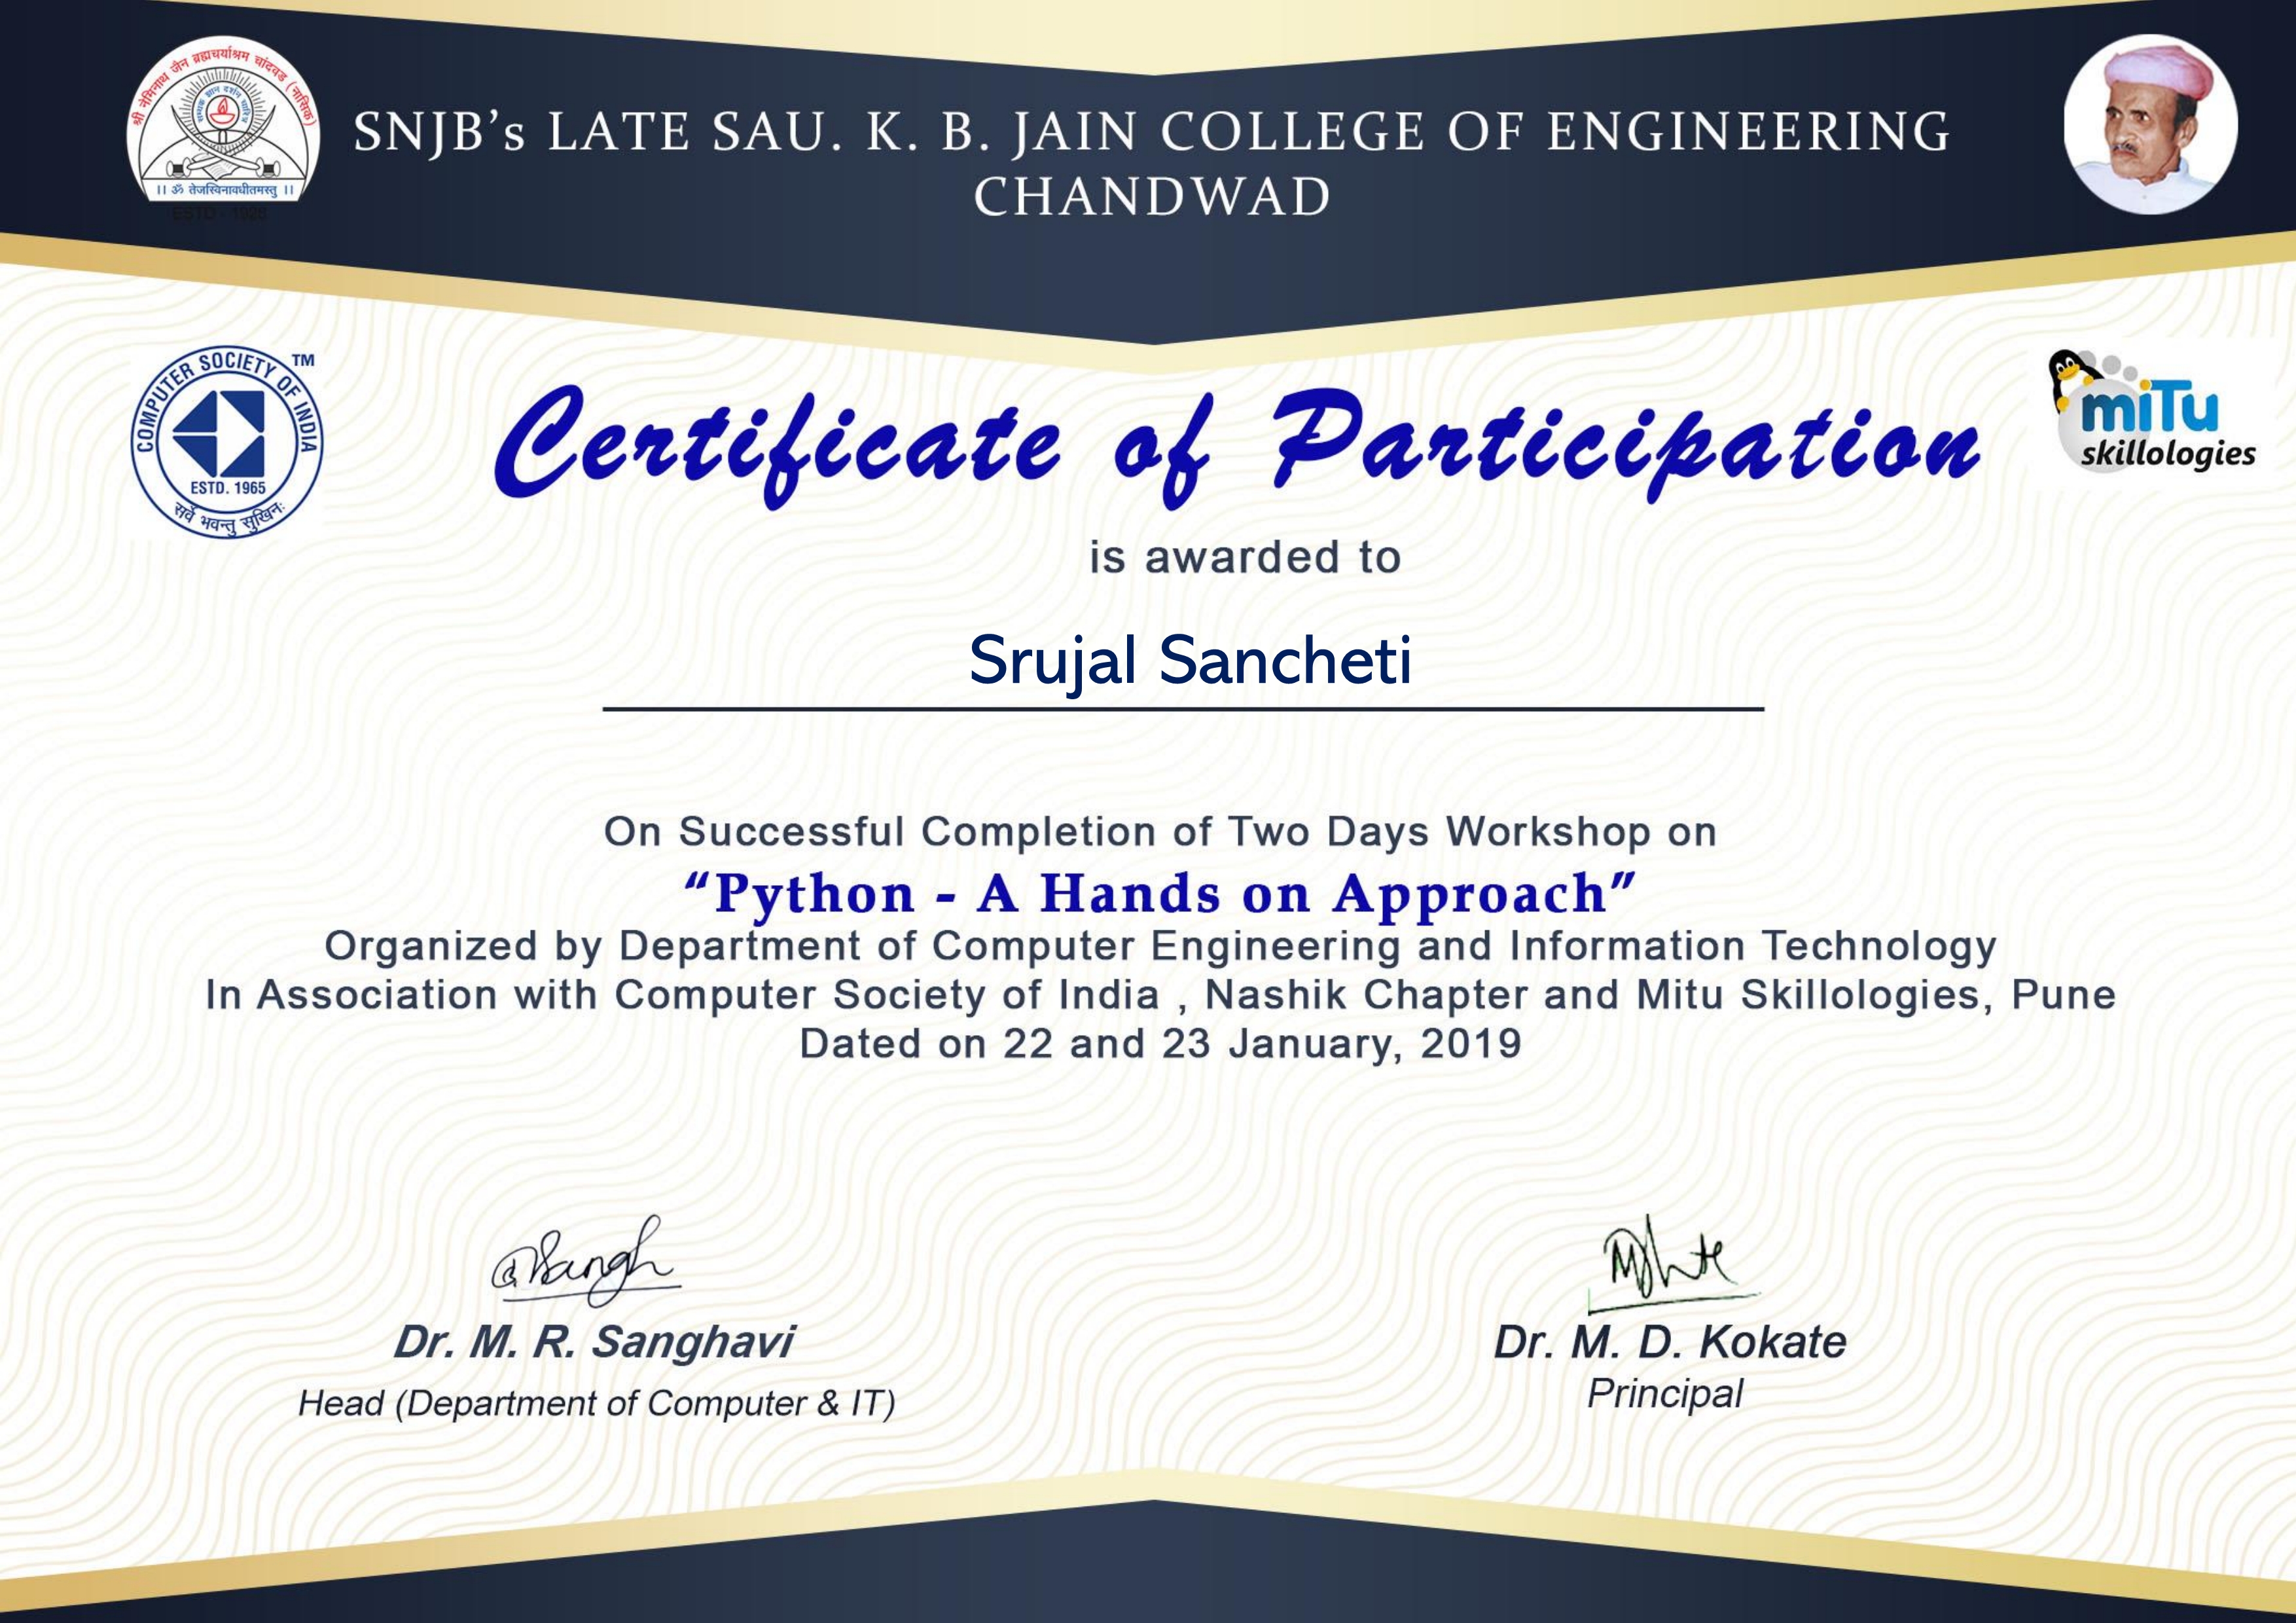 श्री नेमिनाथ जैन ब्रह्मचर्याश्रम चांदवड (नासिक)
|| ॐ तेजस्विनावधीतमस्तु ||
ESTD - 1928
SNJB's LATE SAU. K. B. JAIN COLLEGE OF ENGINEERING
CHANDWAD
COMPUTER SOCIETY OF INDIA TM
ESTD. 1965
सर्वे भवन्तु सुखिनः
miTu
skillologies
Certificate of Participation
is awarded to
Srujal Sancheti
On Successful Completion of Two Days Workshop on
“Python - A Hands on Approach”
Organized by Department of Computer Engineering and Information Technology
In Association with Computer Society of India , Nashik Chapter and Mitu Skillologies, Pune
Dated on 22 and 23 January, 2019
Dr. M. R. Sanghavi
Head (Department of Computer & IT)
Dr. M. D. Kokate
Principal